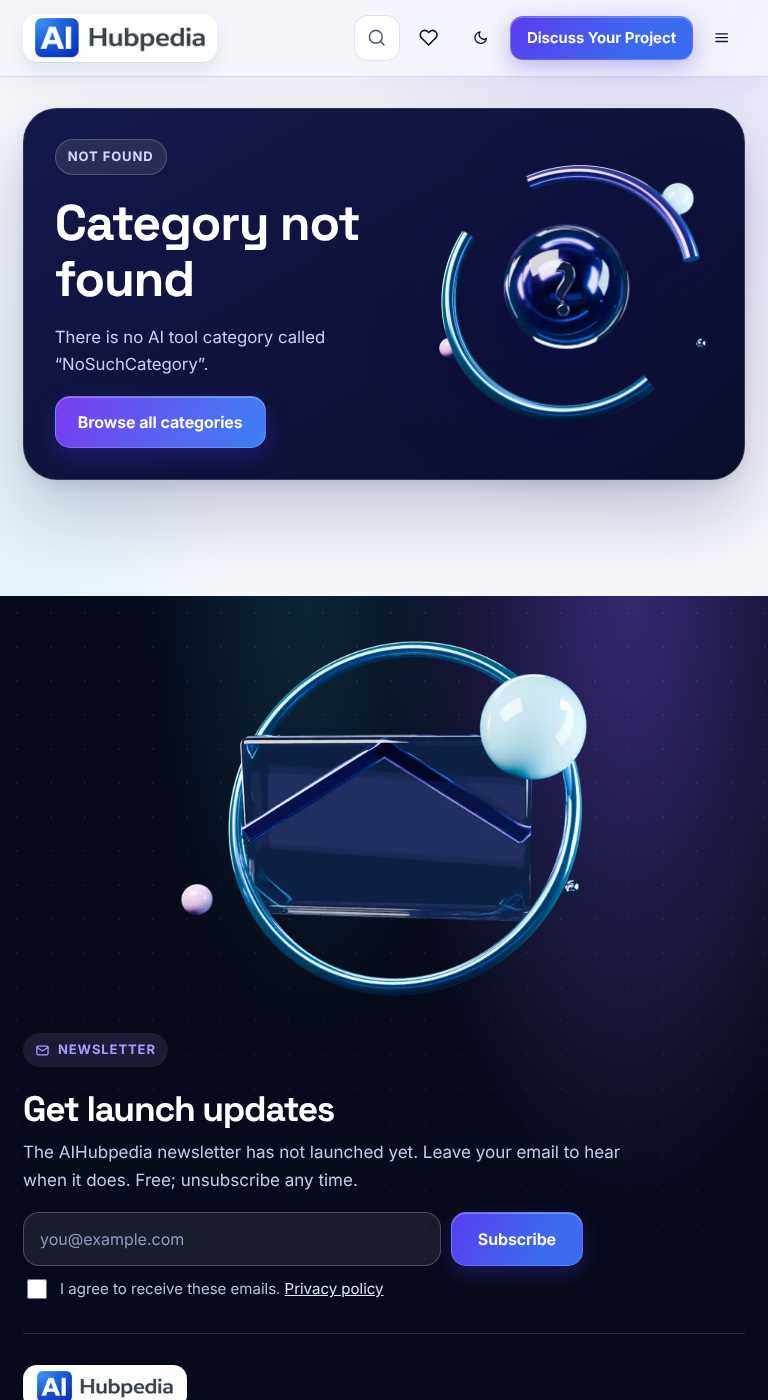 AI Hubpedia
Discuss Your Project
NOT FOUND
Category not
found
There is no AI tool category called
“NoSuchCategory”.
Browse all categories
?
NEWSLETTER
Get launch updates
The AIHubpedia newsletter has not launched yet. Leave your email to hear
when it does. Free; unsubscribe any time.
you@example.com
Subscribe
I agree to receive these emails. Privacy policy
AI Hubpedia